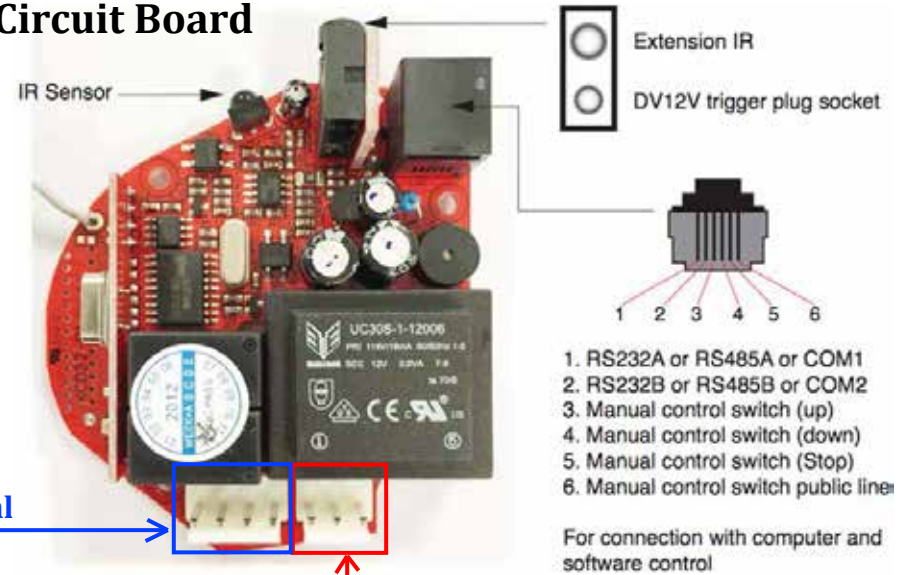 Circuit Board
IR Sensor
Extension IR
DV12V trigger plug socket
UC308-1-12006
2012
1 2 3 4 5 6
1. RS232A or RS485A or COM1
2. RS232B or RS485B or COM2
3. Manual control switch (up)
4. Manual control switch (down)
5. Manual control switch (Stop)
6. Manual control switch public line
al
For connection with computer and
software control